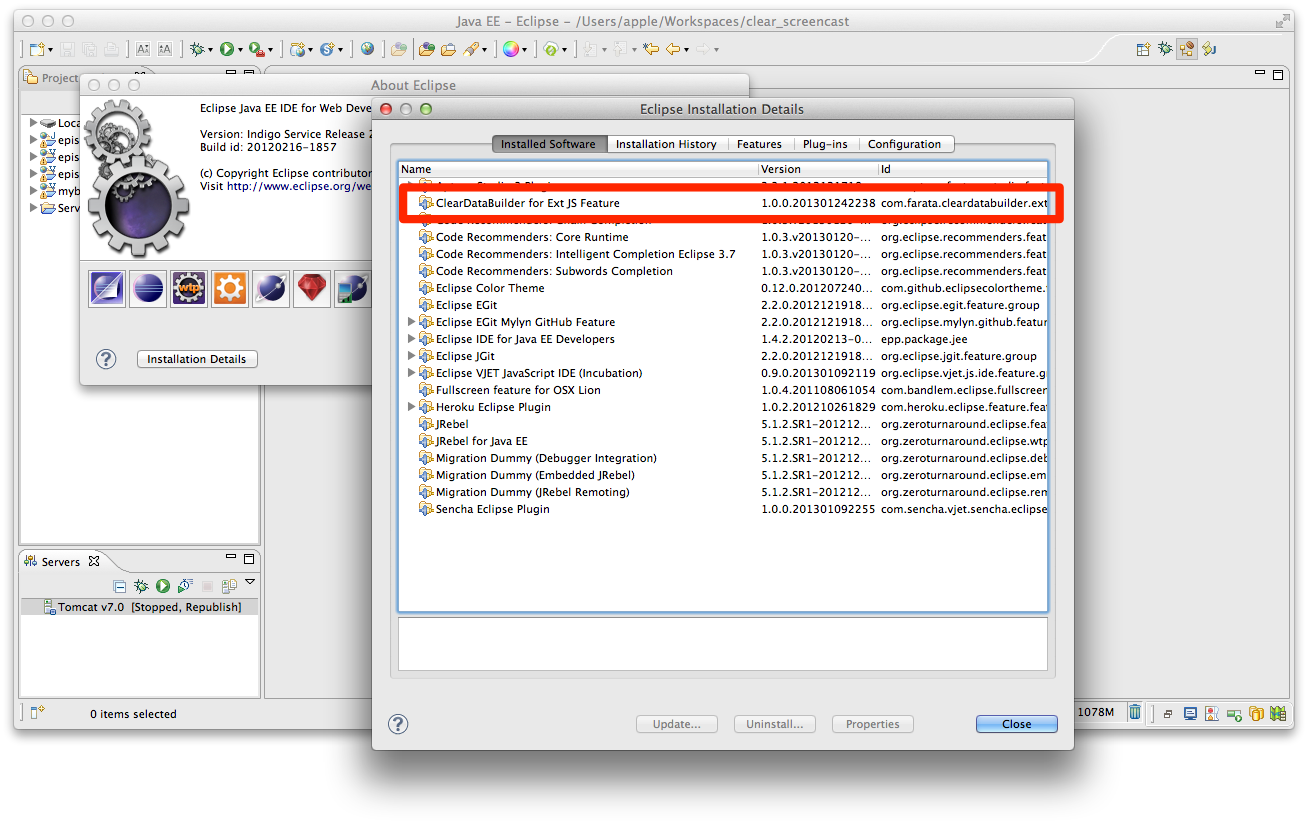 Java EE – Eclipse – /Users/apple/Workspaces/clear_screencast
Project
About Eclipse
Eclipse Java EE IDE for Web
Version: Indigo Service Release
Build id: 20120216-1857
(c) Copyright Eclipse
Visit http://www.eclipse.org/
Installation Details
Eclipse Installation Details
Installed Software Installation History Features Plug-ins Configuration
Name Version Id
ClearDataBuilder for Ext JS Feature 1.0.0.201301242238 com.farata.cleardatabuilder.ext
Code Recommenders: Core Runtime 1.0.3.v20130120-... org.eclipse.recommenders.feat
Code Recommenders: Intelligent Completion Eclipse 3.7 1.0.3.v20130120-... org.eclipse.recommenders.feat
Code Recommenders: Subwords Completion 1.0.3.v20130120-... org.eclipse.recommenders.feat
Eclipse Color Theme 0.12.0.201207240... com.github.eclipsecolortheme.
Eclipse EGit 2.2.0.2012121918... org.eclipse.egit.feature.group
Eclipse EGit Mylyn GitHub Feature 2.2.0.2012121918... org.eclipse.mylyn.github.featur
Eclipse IDE for Java EE Developers 1.4.2.20120213-0... epp.package.jee
Eclipse JGit 2.2.0.2012121918... org.eclipse.jgit.feature.group
Eclipse VJET JavaScript IDE (Incubation) 0.9.0.201301092119 org.eclipse.vjet.js.ide.feature.g
Fullscreen feature for OSX Lion 1.0.4.201108061054 com.bandlem.eclipse.fullscreen
Heroku Eclipse Plugin 1.0.2.201210261829 com.heroku.eclipse.feature.feat
JRebel 5.1.2.SR1-201212... org.zeroturnaround.eclipse.feat
JRebel for Java EE 5.1.2.SR1-201212... org.zeroturnaround.eclipse.wtp
Migration Dummy (Debugger Integration) 5.1.2.SR1-201212... org.zeroturnaround.eclipse.deb
Migration Dummy (Embedded JRebel) 5.1.2.SR1-201212... org.zeroturnaround.eclipse.em
Migration Dummy (JRebel Remoting) 5.1.2.SR1-201212... org.zeroturnaround.eclipse.rem
Sencha Eclipse Plugin 1.0.0.201301092255 com.sencha.vjet.sencha.eclipse
Update... Uninstall... Properties Close
Loca
epis
epis
epis
myb
Serv
wtp
Servers
Tomcat v7.0 [Stopped, Republish]
0 items selected
1078M